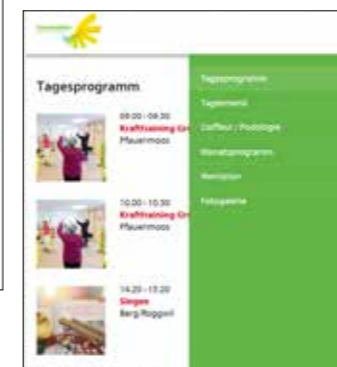 Tagesprogramm
09.00 - 09.30
Krafttraining Gr
Pfauenmoos
10.00 - 10.30
Krafttraining Gr
Pfauenmoos
14.20 - 15.20
Singen
Berg/Roggwil
Tagesprogramm
Tagesmenü
Coiffeur / Podologie
Monatsprogramm
Menüplan
Fotogalerie